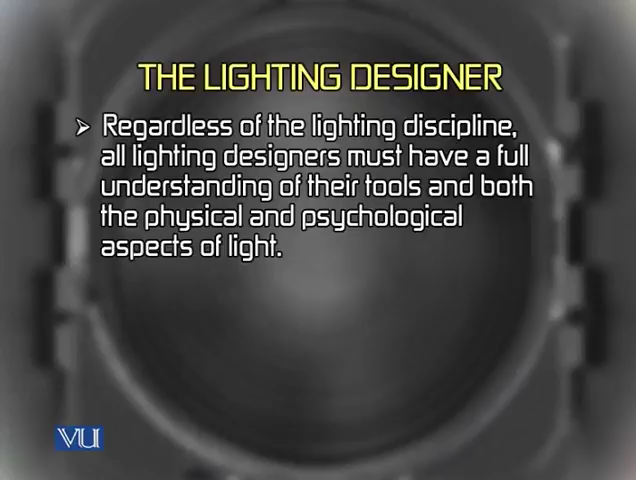 THE LIGHTING DESIGNER
➢ Regardless of the lighting discipline,
all lighting designers must have a full
understanding of their tools and both
the physical and psychological
aspects of light.
VU